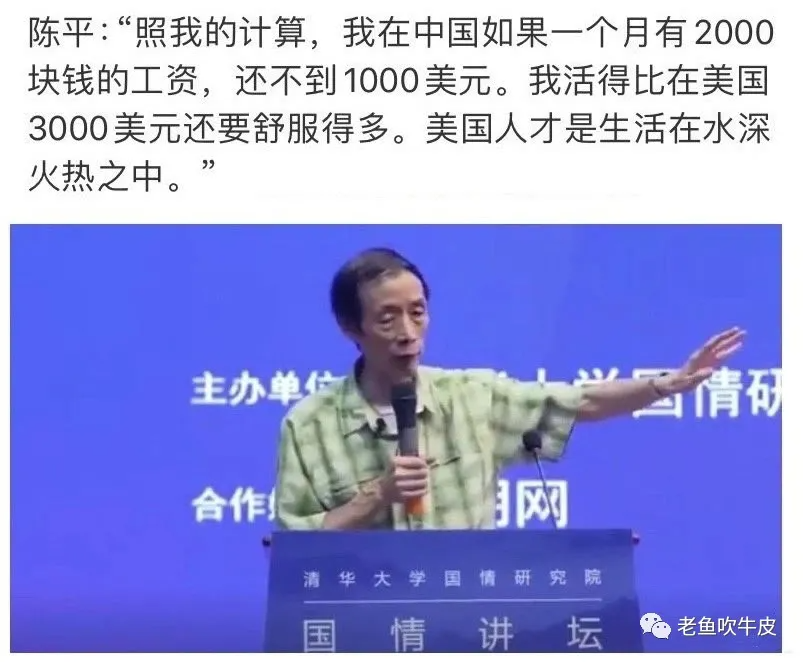 陈平：“照我的计算，我在中国如果一个月有2000
块钱的工资，还不到1000美元。我活得比在美国
3000美元还要舒服得多。美国人才是生活在水深
火热之中。”
主办单位
大学国情研
合作
明网
清华大学国情研究院
国情讲坛
老鱼吹牛皮